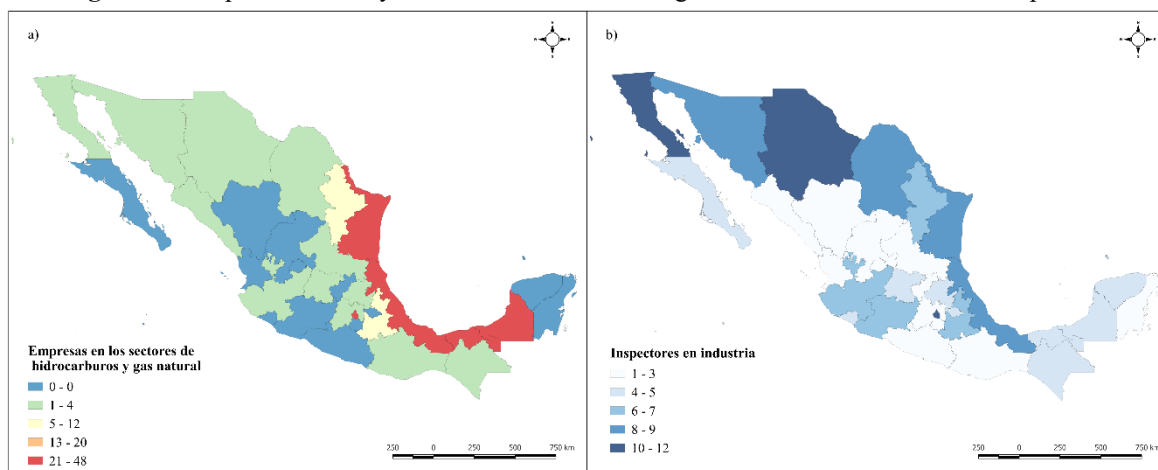 a)
Empresas en los sectores de
hidrocarburos y gas natural
0 - 0
1 - 4
5 - 12
13 - 20
21 - 48
250 0 250 500 750 km
b)
Inspectores en industria
1 - 3
4 - 5
6 - 7
8 - 9
10 - 12
250 0 250 500 750 km